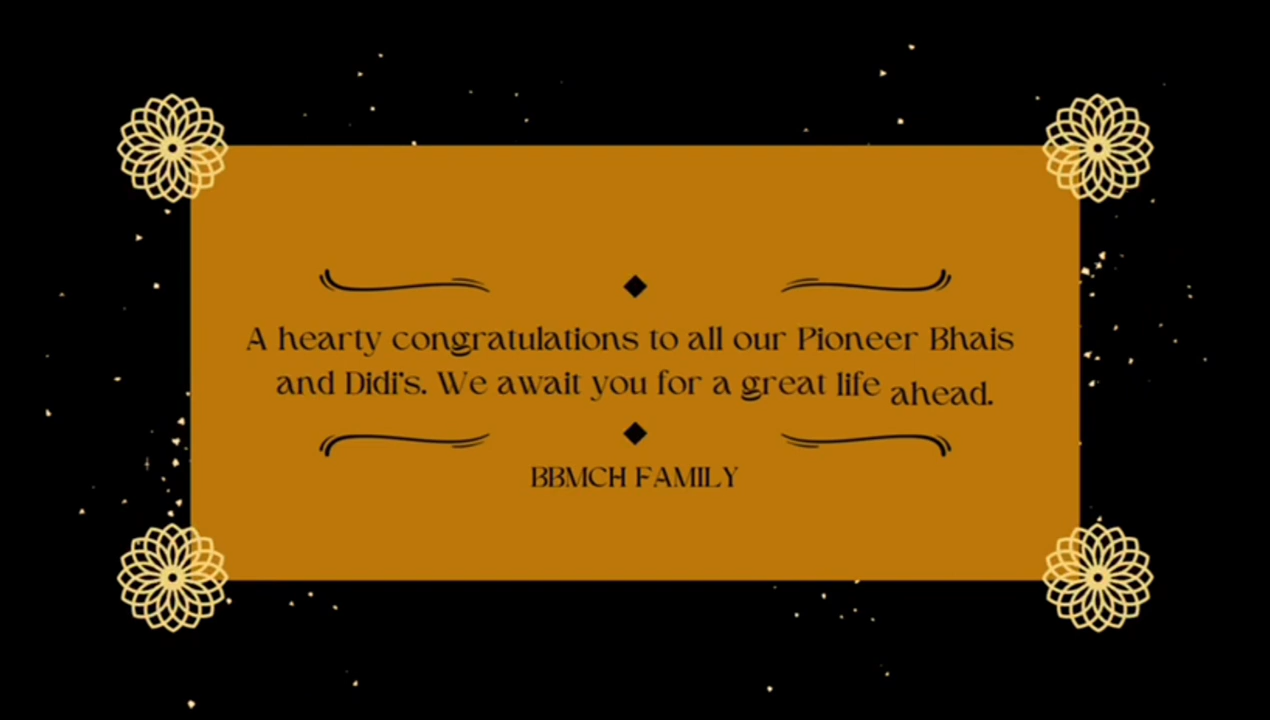 A hearty congratulations to all our Pioneer Bhais
and Didi's. We await you for a great life ahead.
BBMCH FAMILY